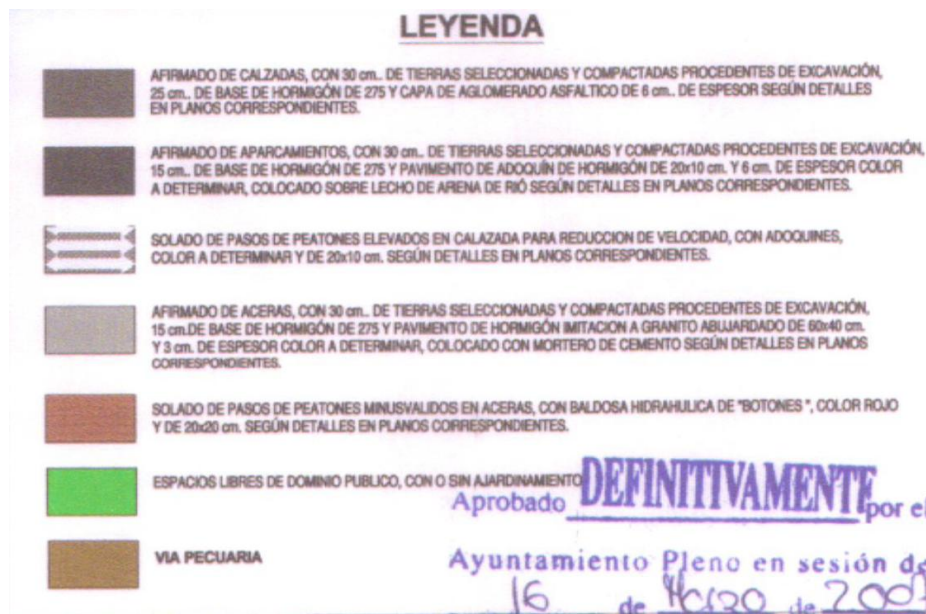 LEYENDA
AFIRMADO DE CALZADAS, CON 30 cm.. DE TIERRAS SELECCIONADAS Y COMPACTADAS PROCEDENTES DE EXCAVACIÓN,
25 cm.. DE BASE DE HORMIGÓN DE 275 Y CAPA DE AGLOMERADO ASFALTICO DE 6 cm.. DE ESPESOR SEGÚN DETALLES
EN PLANOS CORRESPONDIENTES.
AFIRMADO DE APARCAMIENTOS, CON 30 cm.. DE TIERRAS SELECCIONADAS Y COMPACTADAS PROCEDENTES DE EXCAVACIÓN,
15 cm.. DE BASE DE HORMIGÓN DE 275 Y PAVIMENTO DE ADOQUÍN DE HORMIGÓN DE 20x10 cm. Y 6 cm. DE ESPESOR COLOR
A DETERMINAR, COLOCADO SOBRE LECHO DE ARENA DE RIÓ SEGÚN DETALLES EN PLANOS CORRESPONDIENTES.
SOLADO DE PASOS DE PEATONES ELEVADOS EN CALAZADA PARA REDUCCION DE VELOCIDAD, CON ADOQUINES,
COLOR A DETERMINAR Y DE 20x10 cm. SEGÚN DETALLES EN PLANOS CORRESPONDIENTES.
AFIRMADO DE ACERAS, CON 30 cm.. DE TIERRAS SELECCIONADAS Y COMPACTADAS PROCEDENTES DE EXCAVACIÓN,
15 cm.DE BASE DE HORMIGÓN DE 275 Y PAVIMENTO DE HORMIGÓN IMITACION A GRANITO ABUJARDADO DE 60x40 cm.
Y 3 cm. DE ESPESOR COLOR A DETERMINAR, COLOCADO CON MORTERO DE CEMENTO SEGÚN DETALLES EN PLANOS
CORRESPONDIENTES.
SOLADO DE PASOS DE PEATONES MINUSVALIDOS EN ACERAS, CON BALDOSA HIDRAHULICA DE "BOTONES ", COLOR ROJO
Y DE 20x20 cm. SEGÚN DETALLES EN PLANOS CORRESPONDIENTES.
ESPACIOS LIBRES DE DOMINIO PUBLICO, CON O SIN AJARDINAMIENTO
Aprobado DEFINITIVAMENTE por el
VIA PECUARIA
Ayuntamiento Pleno en sesión de
16 de Marzo de